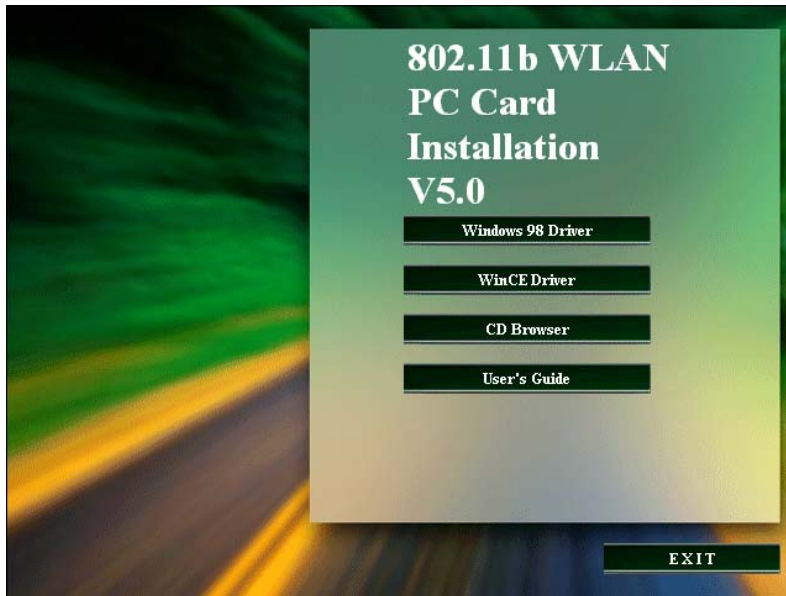 802.11b WLAN
PC Card
Installation
V5.0
Windows 98 Driver
WinCE Driver
CD Browser
User's Guide
EXIT